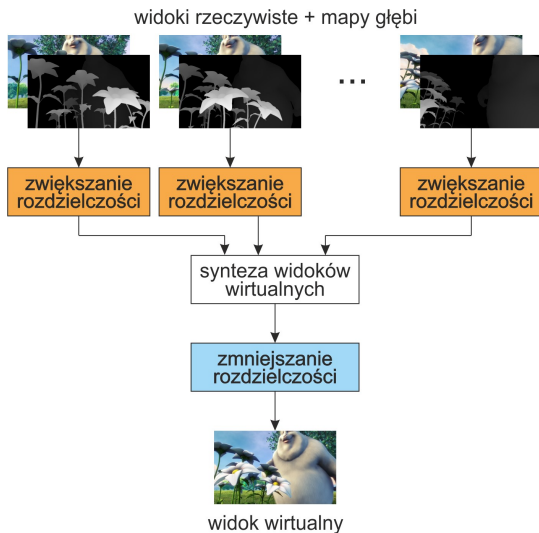 widoki rzeczywiste + mapy głębi
...
zwiększanie
rozdzielczości
zwiększanie
rozdzielczości
zwiększanie
rozdzielczości
synteza widoków
wirtualnych
zmniejszanie
rozdzielczości
widok wirtualny